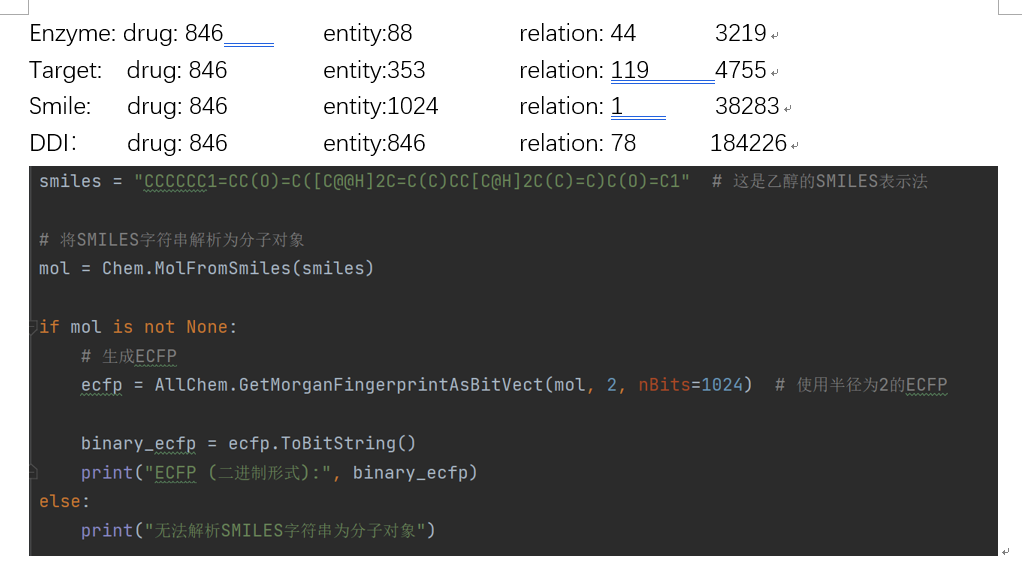 Enzyme: drug: 846 entity:88 relation: 44 3219
Target: drug: 846 entity:353 relation: 119 4755
Smile: drug: 846 entity:1024 relation: 1 38283
DDI： drug: 846 entity:846 relation: 78 184226
smiles = "CCCCCC1=CC(O)=C([C@@H]2C=C(C)CC[C@H]2C(C)=C)C(O)=C1" # 这是乙醇的SMILES表示法
# 将SMILES字符串解析为分子对象
mol = Chem.MolFromSmiles(smiles)
if mol is not None:
# 生成ECFP
ecfp = AllChem.GetMorganFingerprintAsBitVect(mol, 2, nBits=1024) # 使用半径为2的ECFP
binary_ecfp = ecfp.ToBitString()
print("ECFP (二进制形式):", binary_ecfp)
else:
print("无法解析SMILES字符串为分子对象")